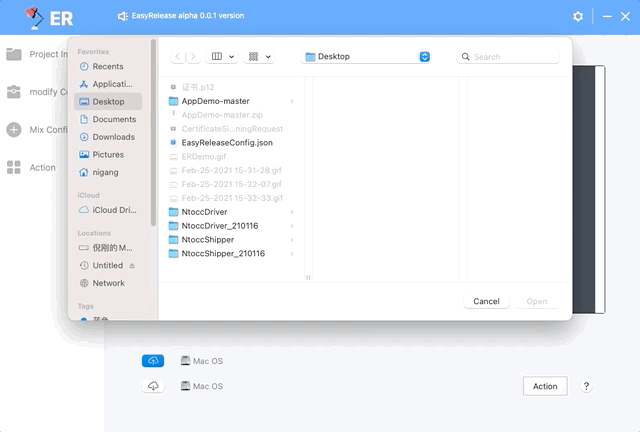 ER
EasyRelease alpha 0.0.1 version
Project In
modify Co
Mix Confi
Action
Favorites
Recents
Applicati...
Desktop
Documents
Downloads
Pictures
nigang
iCloud
iCloud Dri...
Locations
倪刚的 M...
Untitled
Network
Tags
Desktop
Search
证书.p12
AppDemo-master
AppDemo-master.zip
CertificateSi...ningRequest
EasyReleaseConfig.json
ERDemo.gif
Feb-25-2021 15-31-28.gif
Feb-25-2021 15-32-07.gif
Feb-25-2021 15-32-33.gif
NtoccDriver
NtoccDriver_210116
NtoccShipper
NtoccShipper_210116
Cancel
Open
Mac OS
Mac OS
Action
?